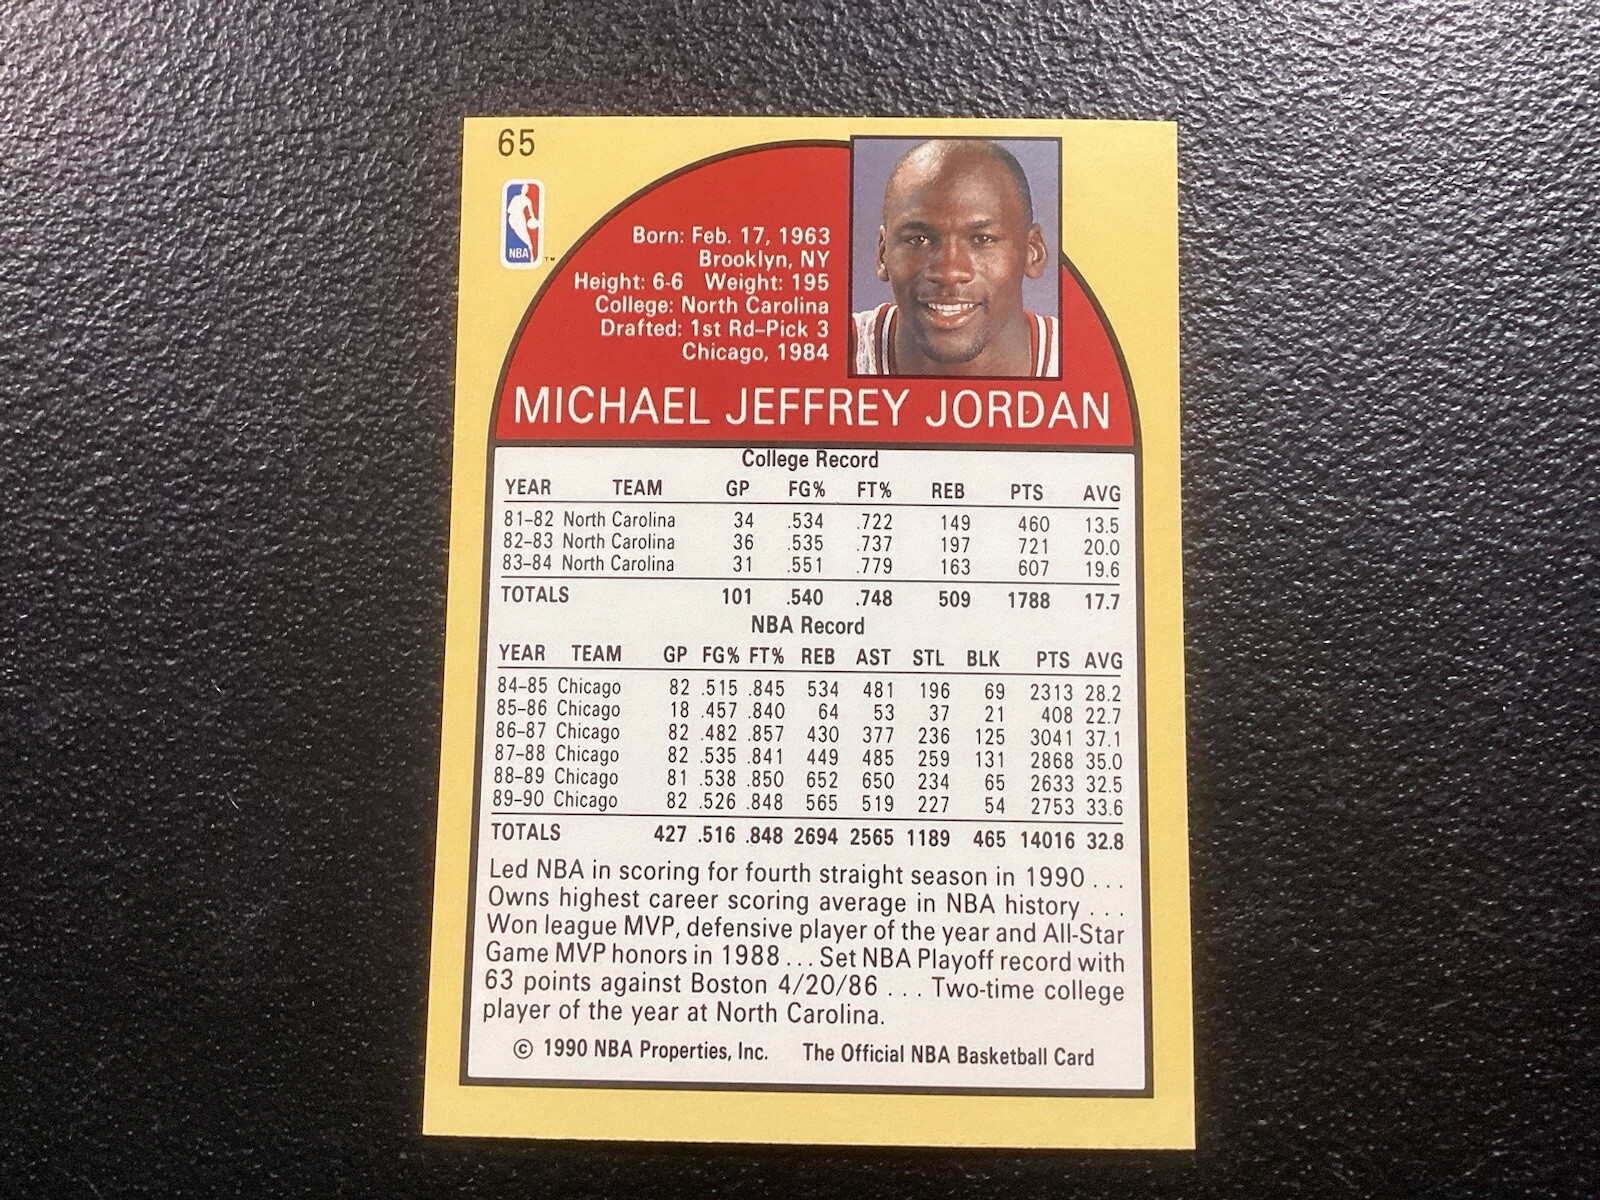 65
NBA
TM
Born: Feb. 17, 1963
Brooklyn, NY
Height: 6-6 Weight: 195
College: North Carolina
Drafted: 1st Rd–Pick 3
Chicago, 1984
MICHAEL JEFFREY JORDAN
College Record
YEAR TEAM GP FG% FT% REB PTS AVG
81–82 North Carolina 34 .534 .722 149 460 13.5
82–83 North Carolina 36 .535 .737 197 721 20.0
83–84 North Carolina 31 .551 .779 163 607 19.6
TOTALS 101 .540 .748 509 1788 17.7
NBA Record
YEAR TEAM GP FG% FT% REB AST STL BLK PTS AVG
84–85 Chicago 82 .515 .845 534 481 196 69 2313 28.2
85–86 Chicago 18 .457 .840 64 53 37 21 408 22.7
86–87 Chicago 82 .482 .857 430 377 236 125 3041 37.1
87–88 Chicago 82 .535 .841 449 485 259 131 2868 35.0
88–89 Chicago 81 .538 .850 652 650 234 65 2633 32.5
89–90 Chicago 82 .526 .848 565 519 227 54 2753 33.6
TOTALS 427 .516 .848 2694 2565 1189 465 14016 32.8
Led NBA in scoring for fourth straight season in 1990 . . .
Owns highest career scoring average in NBA history . . .
Won league MVP, defensive player of the year and All-Star
Game MVP honors in 1988 . . . Set NBA Playoff record with
63 points against Boston 4/20/86 . . . Two-time college
player of the year at North Carolina.
© 1990 NBA Properties, Inc. The Official NBA Basketball Card